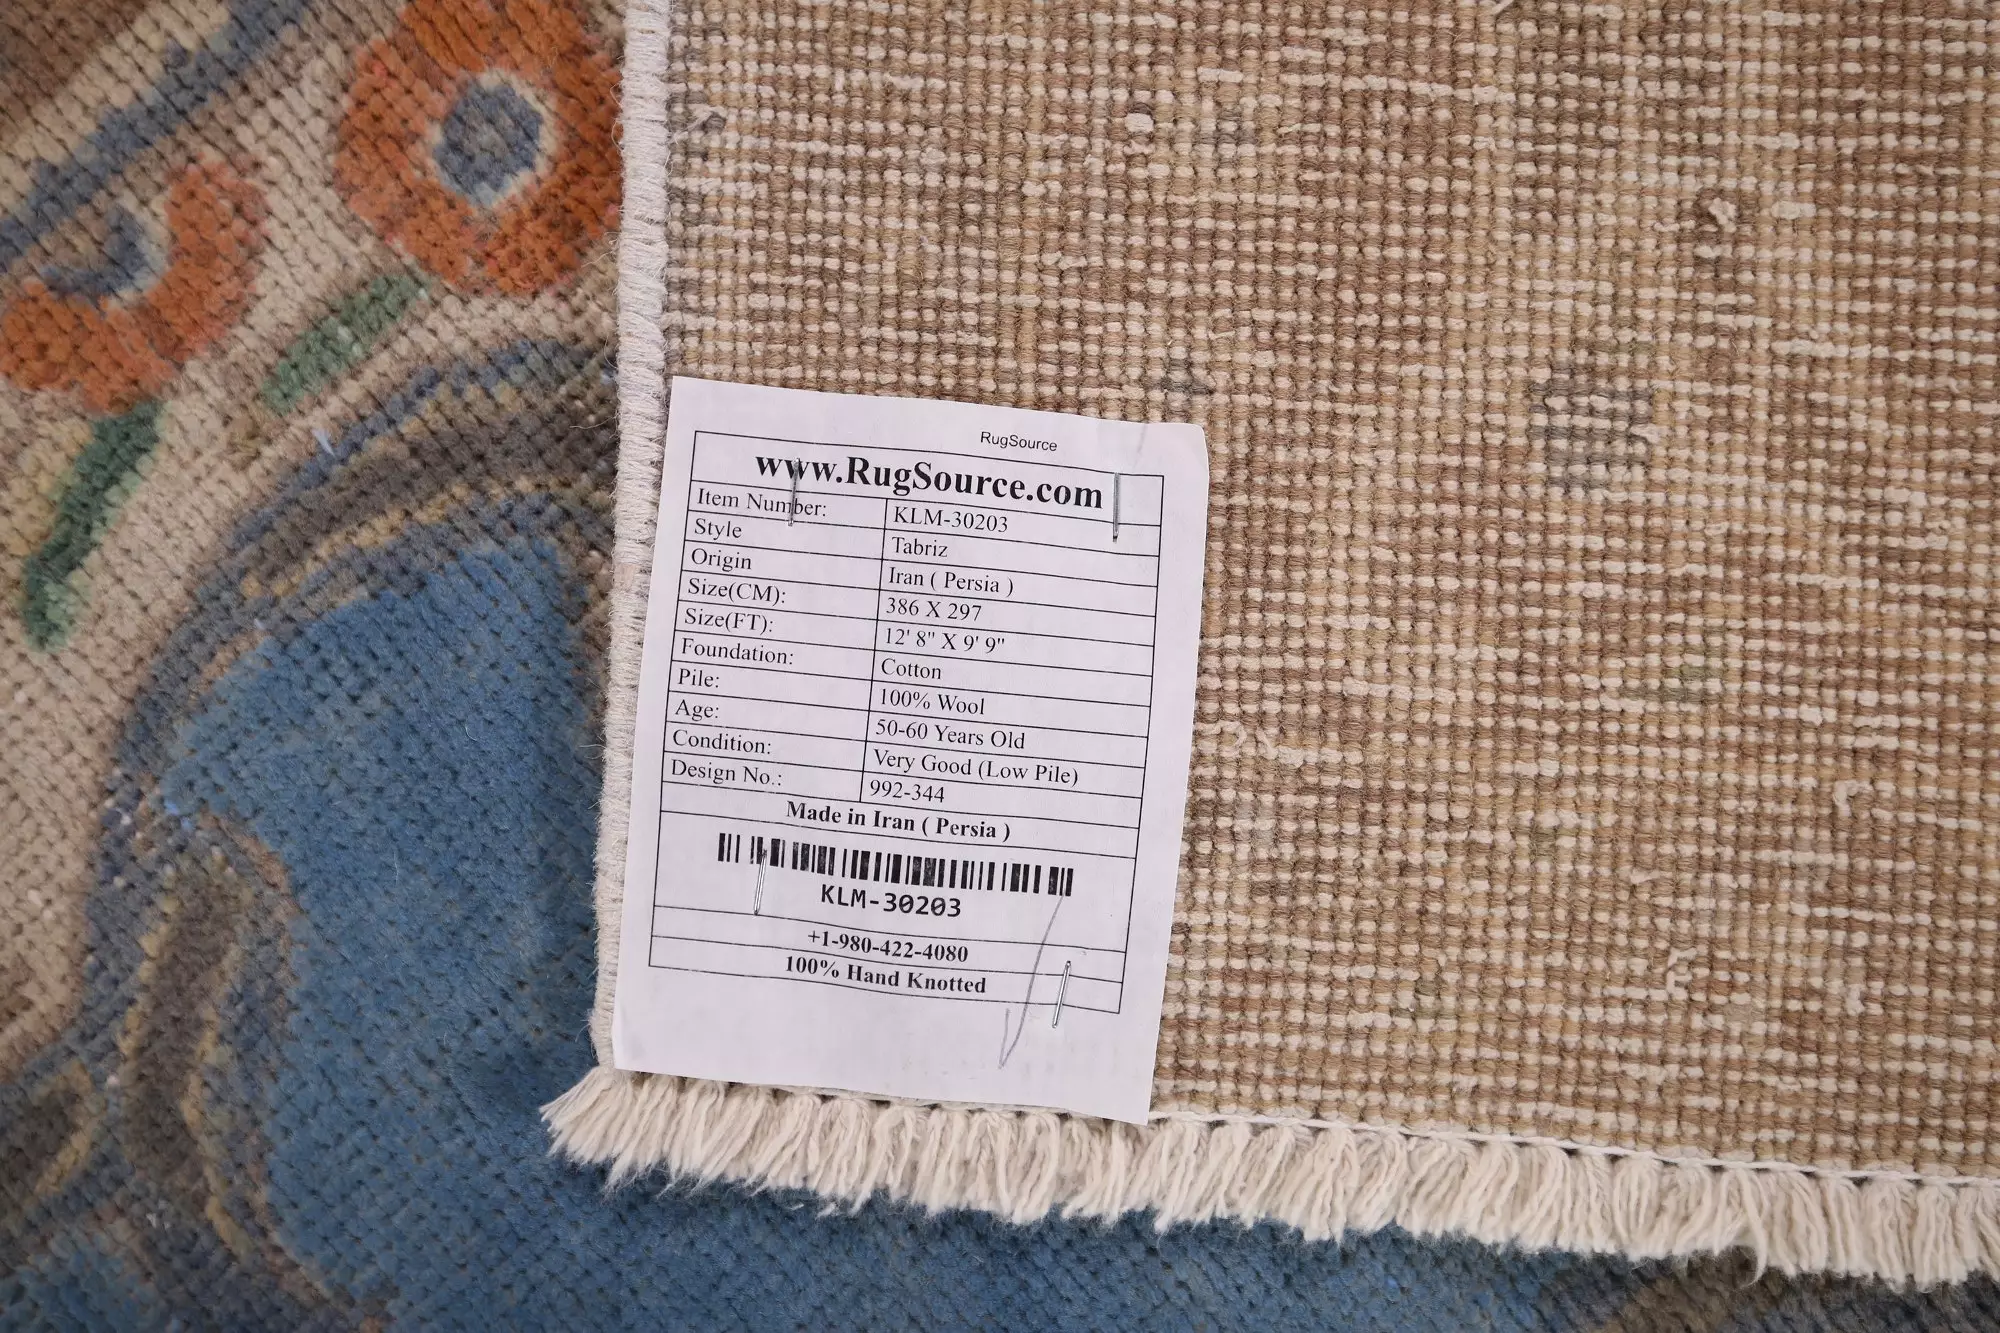 RugSource
www.RugSource.com
Item Number: KLM-30203
Style Tabriz
Origin Iran ( Persia )
Size(CM): 386 X 297
Size(FT): 12' 8" X 9' 9"
Foundation: Cotton
Pile: 100% Wool
Age: 50-60 Years Old
Condition: Very Good (Low Pile)
Design No.: 992-344
Made in Iran ( Persia )
KLM-30203
+1-980-422-4080
100% Hand Knotted